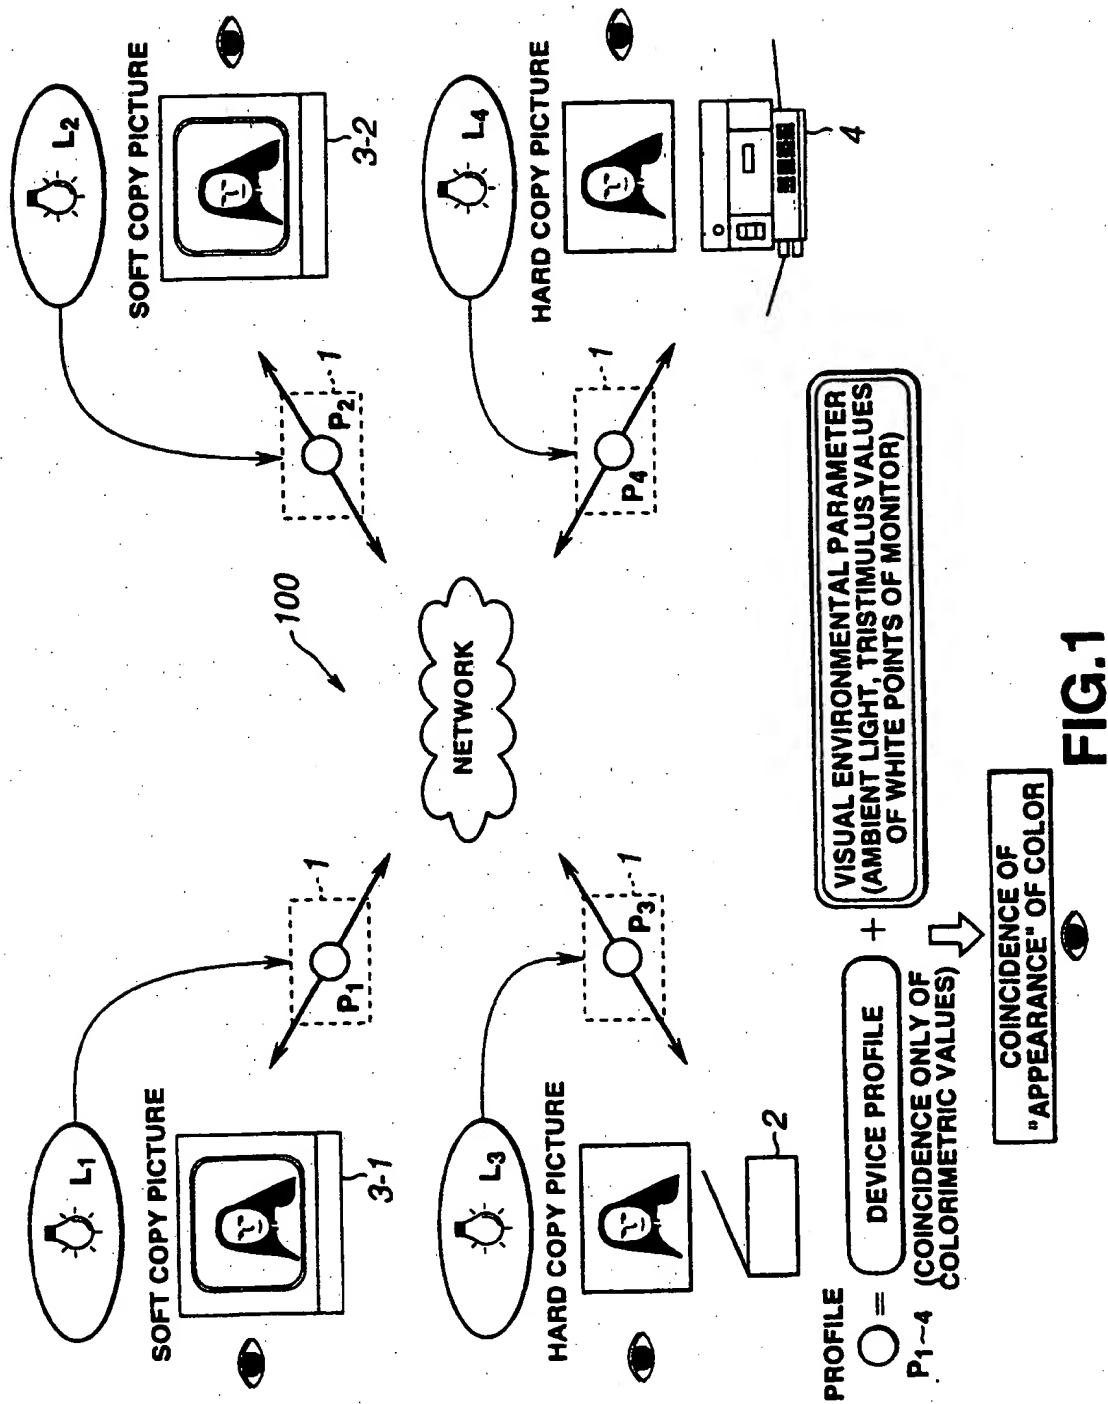 L1
SOFT COPY PICTURE
3-1
P1
1
100
L2
SOFT COPY PICTURE
3-2
P2
1
NETWORK
L3
HARD COPY PICTURE
2
P3
1
L4
HARD COPY PICTURE
4
P4
1
PROFILE
=
P1~4
DEVICE PROFILE
(COINCIDENCE ONLY OF
COLORIMETRIC VALUES)
+
VISUAL ENVIRONMENTAL PARAMETER
(AMBIENT LIGHT, TRISTIMULUS VALUES
OF WHITE POINTS OF MONITOR)
COINCIDENCE OF
"APPEARANCE" OF COLOR
FIG.1